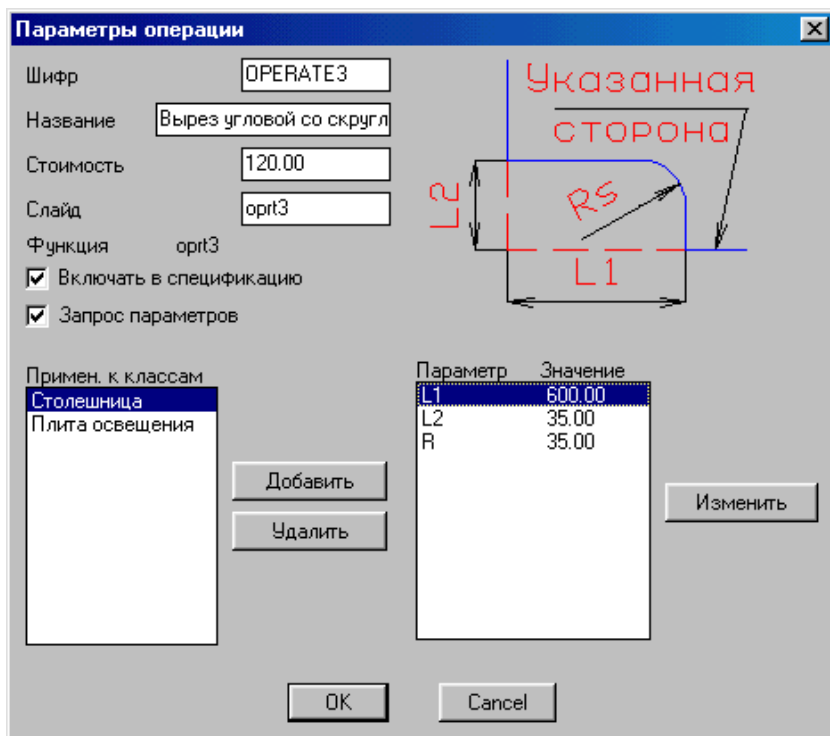 Параметры операции
Шифр OPERATE3
Название Вырез угловой со скругл
Стоимость 120.00
Слайд oprt3
Функция oprt3
Включать в спецификацию
Запрос параметров
Указанная
сторона
L2
RS
L1
Примен. к классам
Столешница
Плита освещения
Добавить
Удалить
Параметр Значение
L1 600.00
L2 35.00
R 35.00
Изменить
OK
Cancel